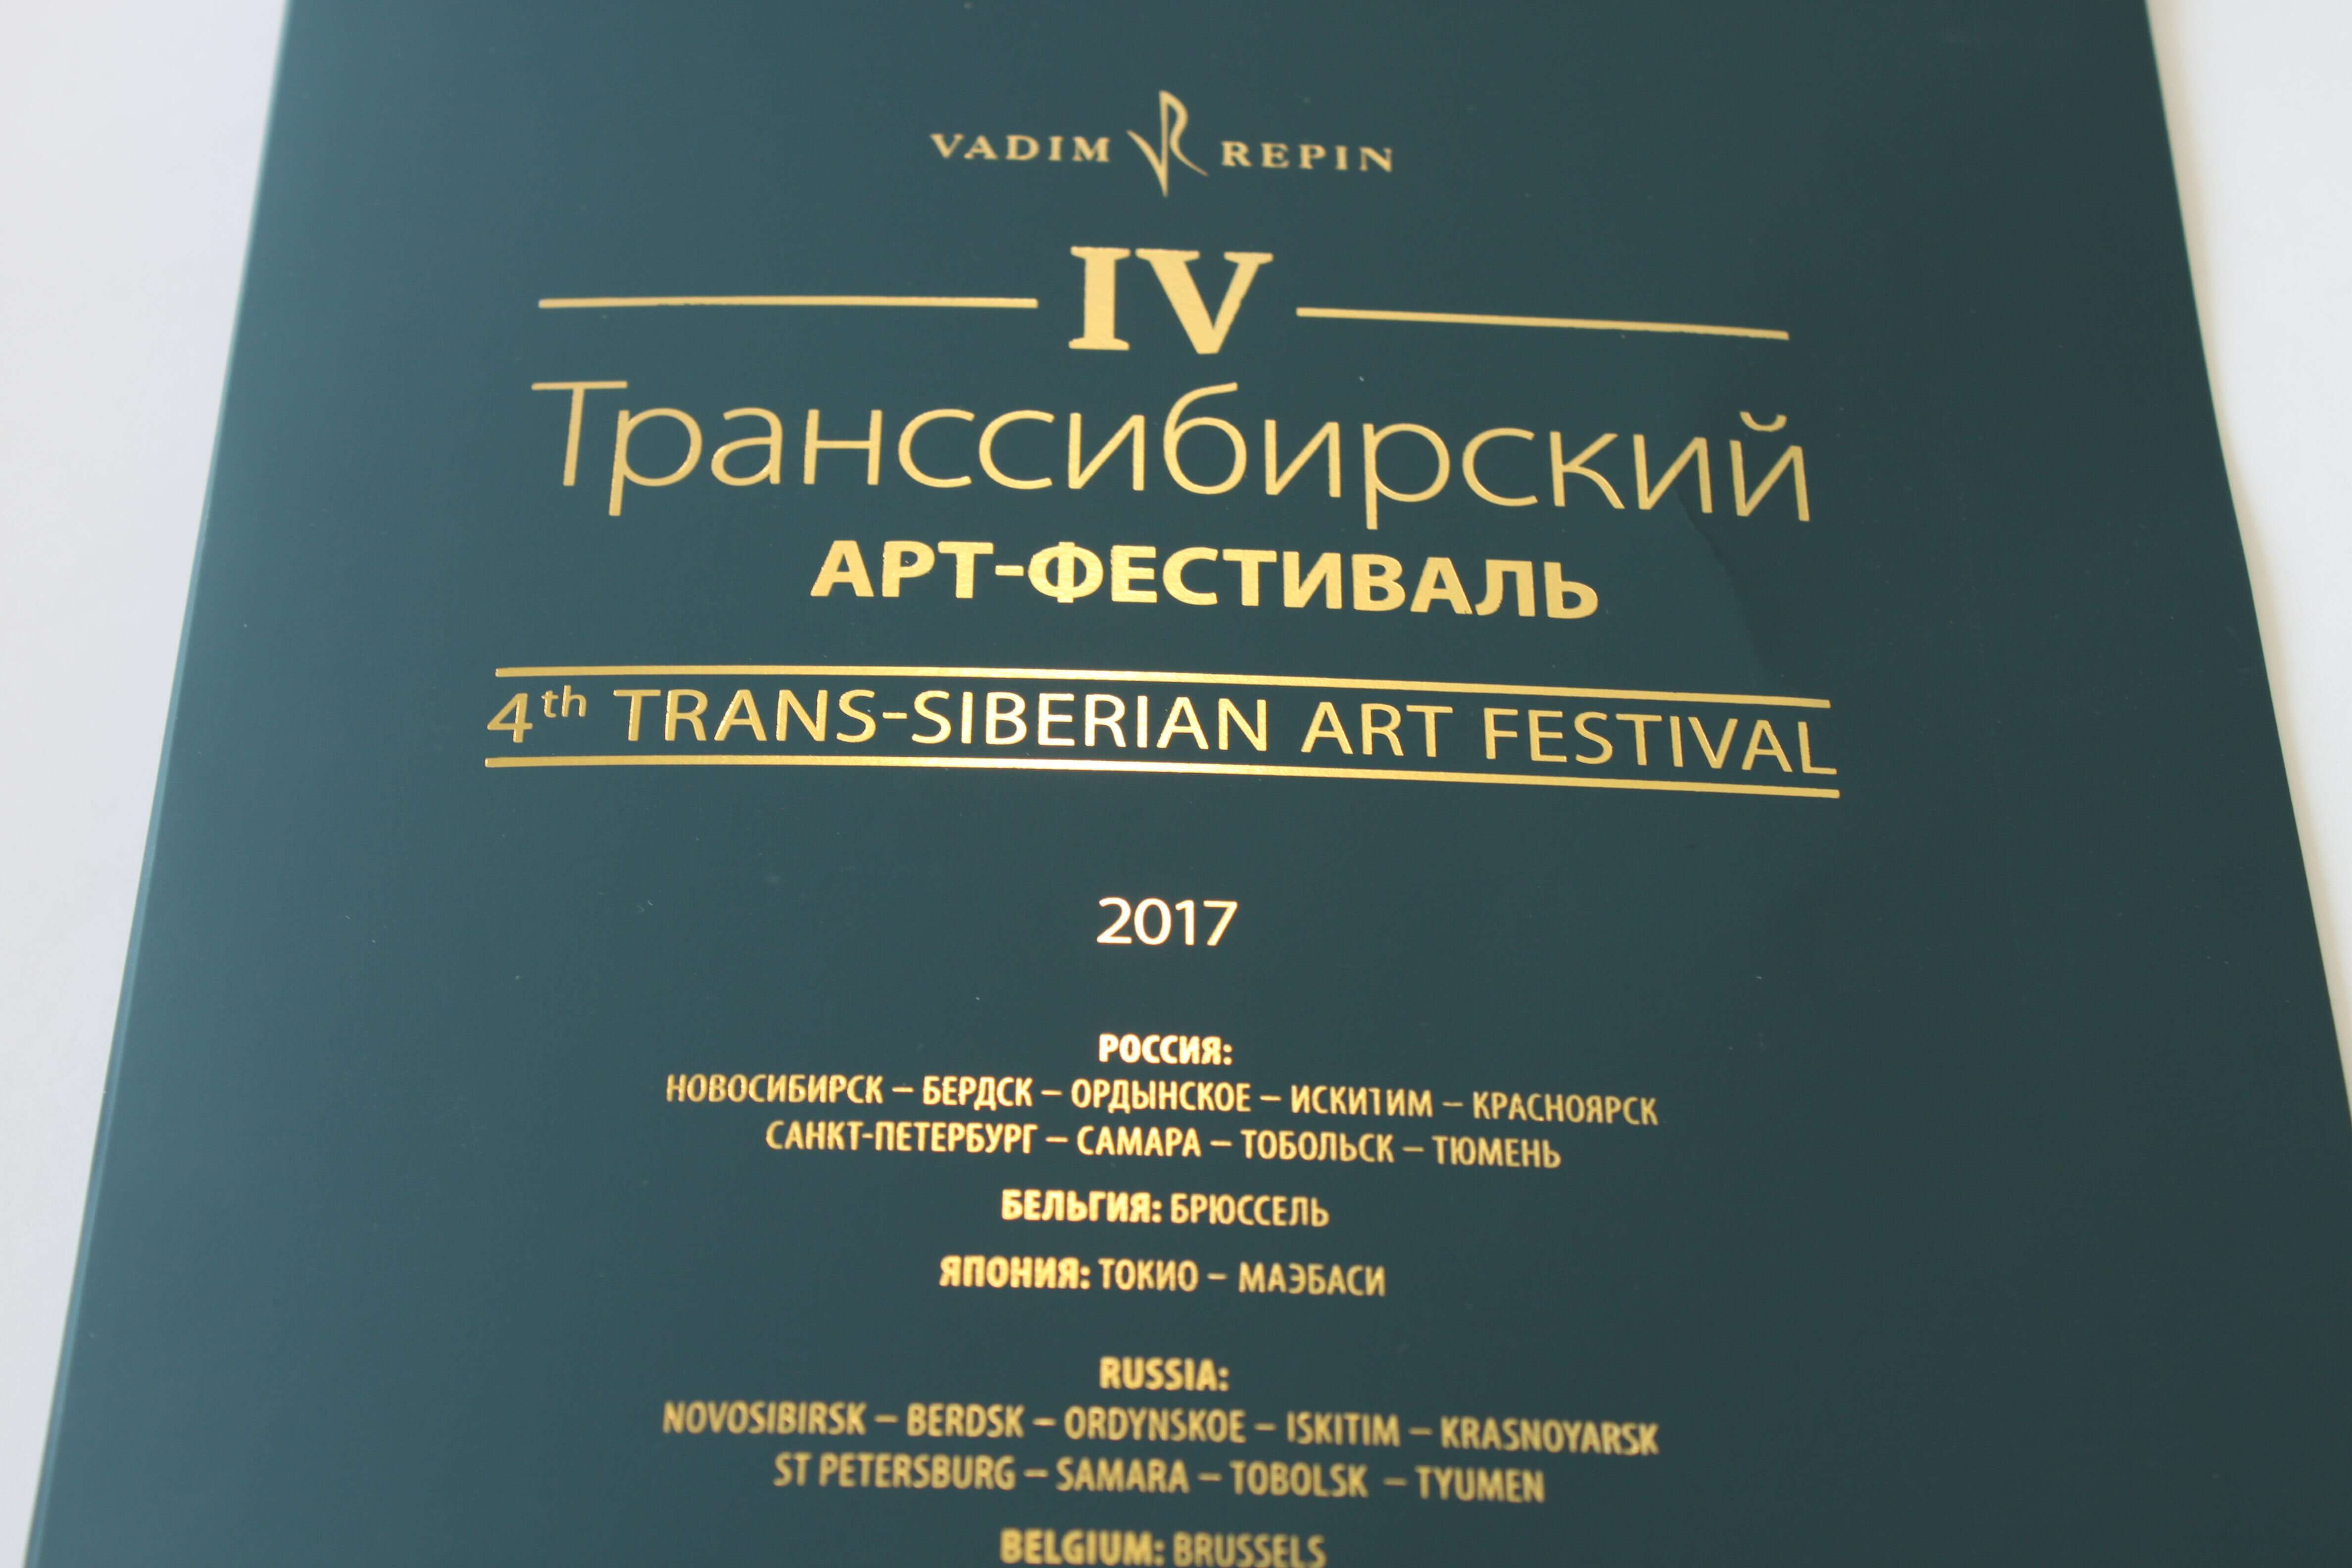 VADIM VR REPIN
IV
Транссибирский
АРТ-ФЕСТИВАЛЬ
4th TRANS-SIBERIAN ART FESTIVAL
2017
РОССИЯ:
НОВОСИБИРСК – БЕРДСК – ОРДЫНСКОЕ – ИСКИТИМ – КРАСНОЯРСК
САНКТ-ПЕТЕРБУРГ – САМАРА – ТОБОЛЬСК – ТЮМЕНЬ
БЕЛЬГИЯ: БРЮССЕЛЬ
ЯПОНИЯ: ТОКИО – МАЭБАСИ
RUSSIA:
NOVOSIBIRSK – BERDSK – ORDYNSKOE – ISKITIM – KRASNOYARSK
ST PETERSBURG – SAMARA – TOBOLSK – TYUMEN
BELGIUM: BRUSSELS